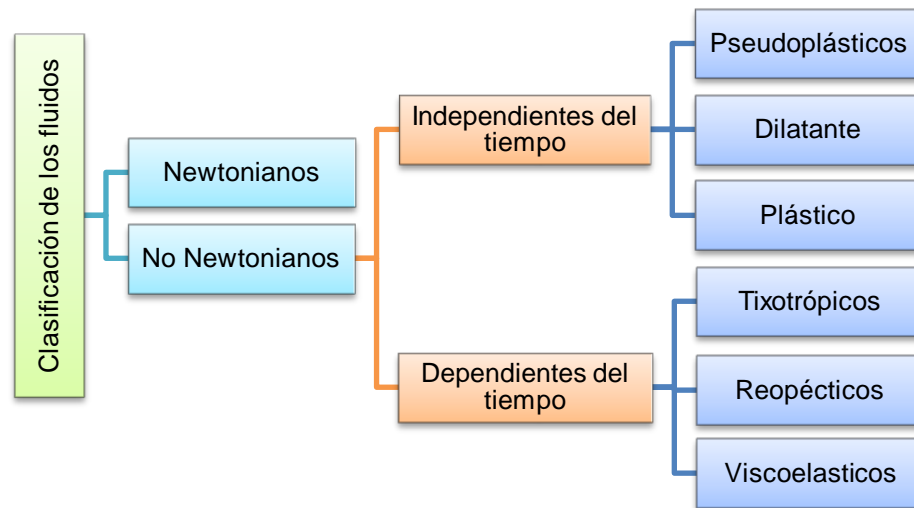 Clasificación de los fluidos
Newtonianos
No Newtonianos
Independientes del
tiempo
Pseudoplásticos
Dilatante
Plástico
Dependientes del
tiempo
Tixotrópicos
Reopécticos
Viscoelasticos